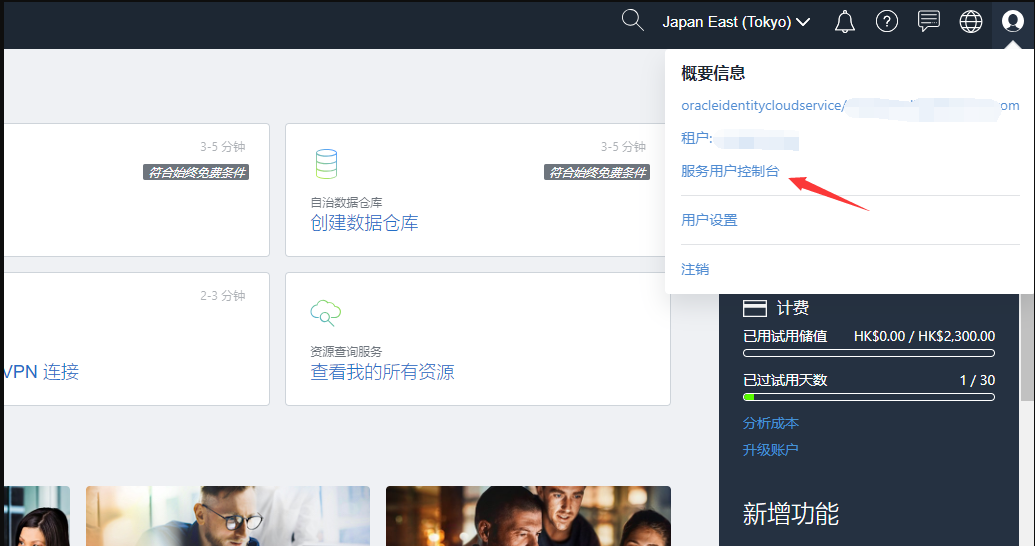 Japan East (Tokyo)
概要信息
oracleidentitycloudservice/
om
租户:
服务用户控制台
用户设置
注销
3-5 分钟
符合始终免费条件
3-5 分钟
符合始终免费条件
自治数据仓库
创建数据仓库
2-3 分钟
VPN 连接
资源查询服务
查看我的所有资源
计费
已用试用储值 HK$0.00 / HK$2,300.00
已过试用天数 1 / 30
分析成本
升级账户
新增功能